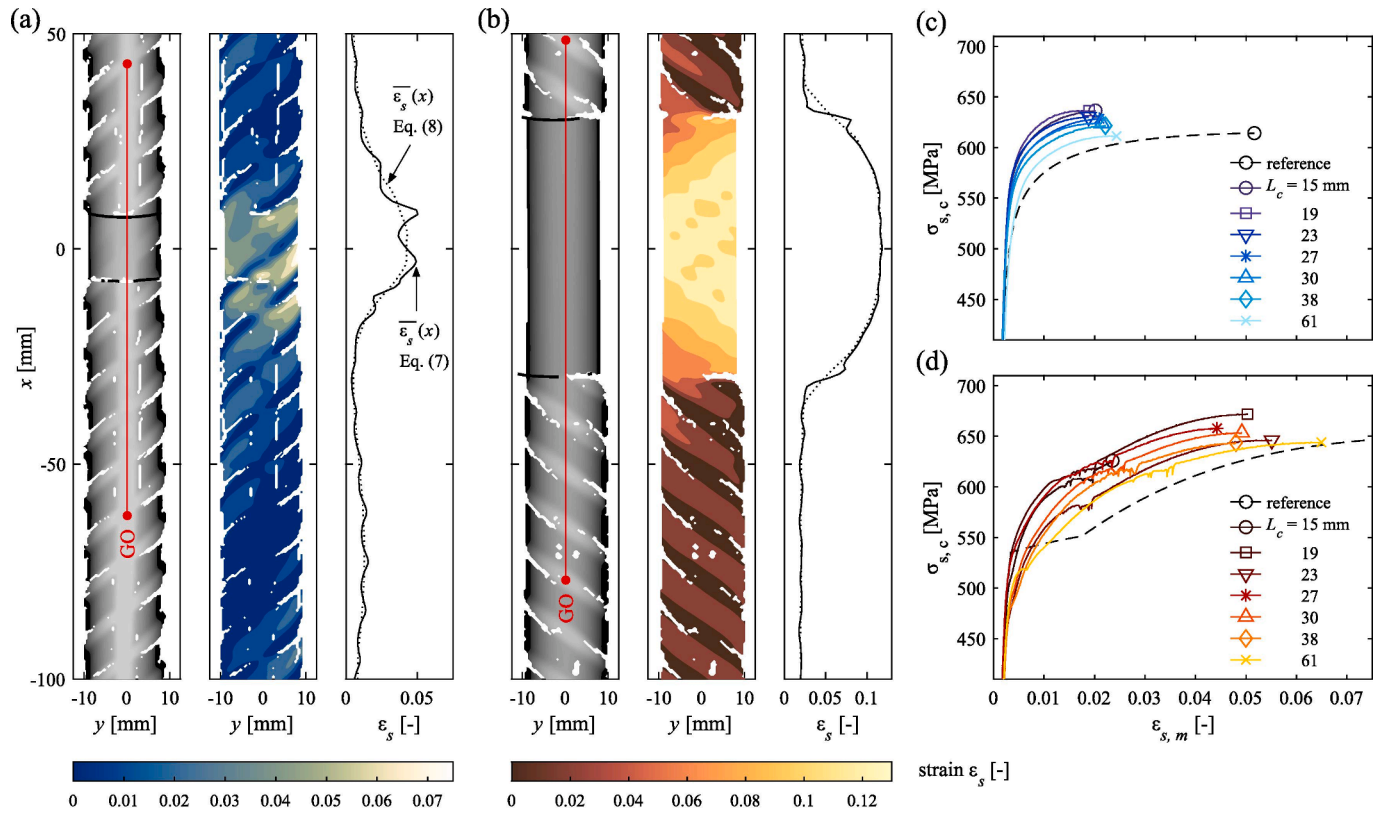 (a)
50
0
-50
-100
x [mm]
GO
-10 0 10
y [mm]
-10 0 10
y [mm]
ε̅s̅(x)
Eq. (8)
ε̅s̅(x)
Eq. (7)
0 0.05
εs [-]
0 0.01 0.02 0.03 0.04 0.05 0.06 0.07
(b)
GO
-10 0 10
y [mm]
-10 0 10
y [mm]
0 0.05 0.1
εs [-]
0 0.02 0.04 0.06 0.08 0.1 0.12
strain εs [-]
(c)
700
650
600
550
500
450
σs, c [MPa]
reference
Lc = 15 mm
19
23
27
30
38
61
(d)
700
650
600
550
500
450
σs, c [MPa]
reference
Lc = 15 mm
19
23
27
30
38
61
0 0.01 0.02 0.03 0.04 0.05 0.06 0.07
εs, m [-]